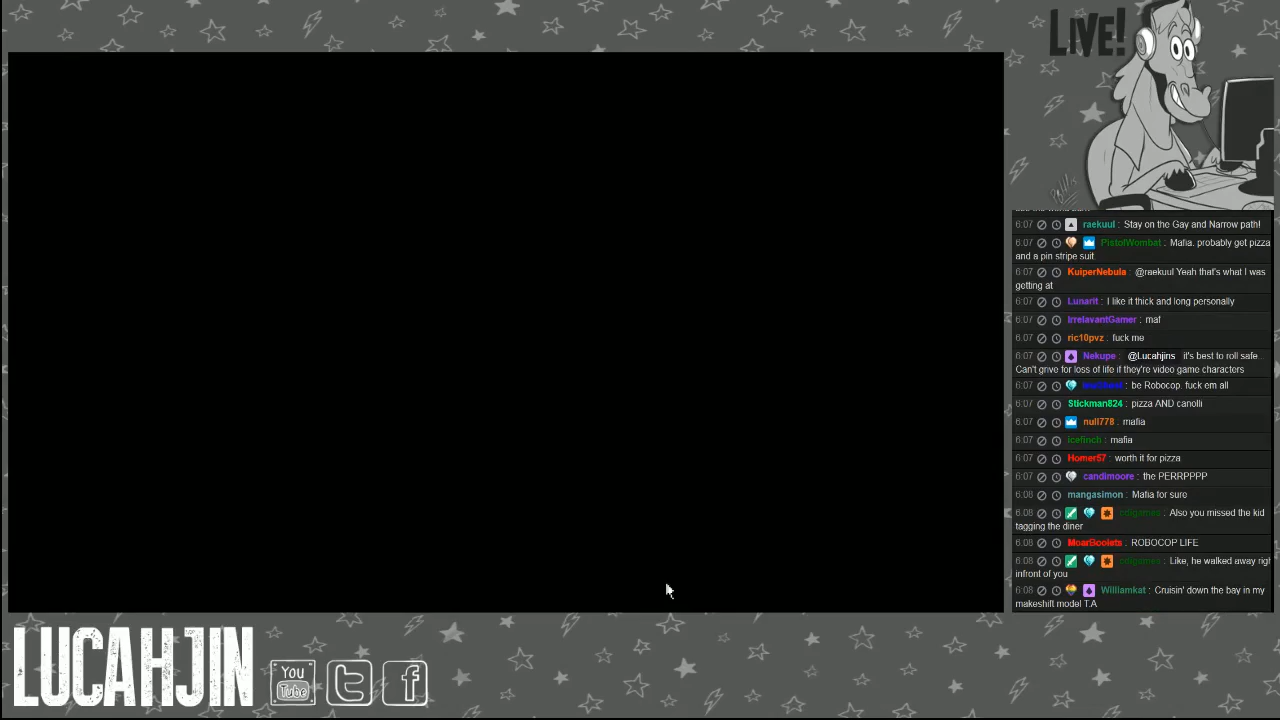 LIVE!
6:07 raekuul : Stay on the Gay and Narrow path!
6:07 PistolWombat : Mafia. probably get pizza
and a pin stripe suit.
6:07 KuiperNebula : @raekuul Yeah that's what I was
getting at
6:07 Lunarit : I like it thick and long personally
6:07 IrrelavantGamer : maf
6:07 ric10pvz : fuck me
6:07 Nekupe : @Lucahjins it's best to roll safe..
Can't grive for loss of life if they're video game characters
6:07 : be Robocop. fuck em all
6:07 Stickman824 : pizza AND canolli
6:07 null778 : mafia
6:07 icefinch : mafia
6:07 Homer57 : worth it for pizza
6:07 candimoore : the PERRPPPP
6:08 mangasimon : Mafia for sure
6:08 cdigames : Also you missed the kid
tagging the diner
6:08 MoarBoolets : ROBOCOP LIFE
6:08 cdigames : Like, he walked away righ
infront of you
6:08 Williamkat : Cruisin' down the bay in my
makeshift model T.A
LUCAHJIN
You
Tube
t
f